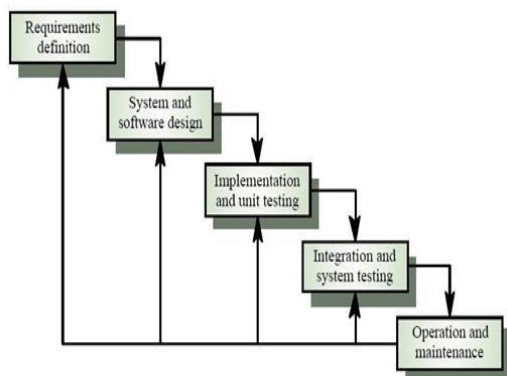 Requirements
definition
System and
software design
Implementation
and unit testing
Integration and
system testing
Operation and
maintenance